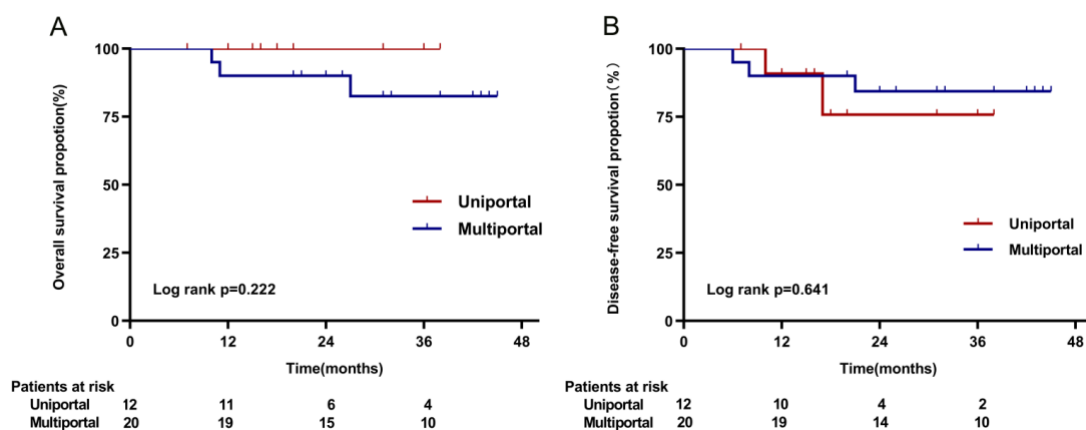 A
Overall survival propotion(%)
100
75
50
25
0
Uniportal
Multiportal
Log rank p=0.222
0 12 24 36 48
Time(months)
Patients at risk
Uniportal 12 11 6 4
Multiportal 20 19 15 10
B
Disease-free survival propotion（%）
100
75
50
25
0
Uniportal
Multiportal
Log rank p=0.641
0 12 24 36 48
Time(months)
Patients at risk
Uniportal 12 10 4 2
Multiportal 20 19 14 10